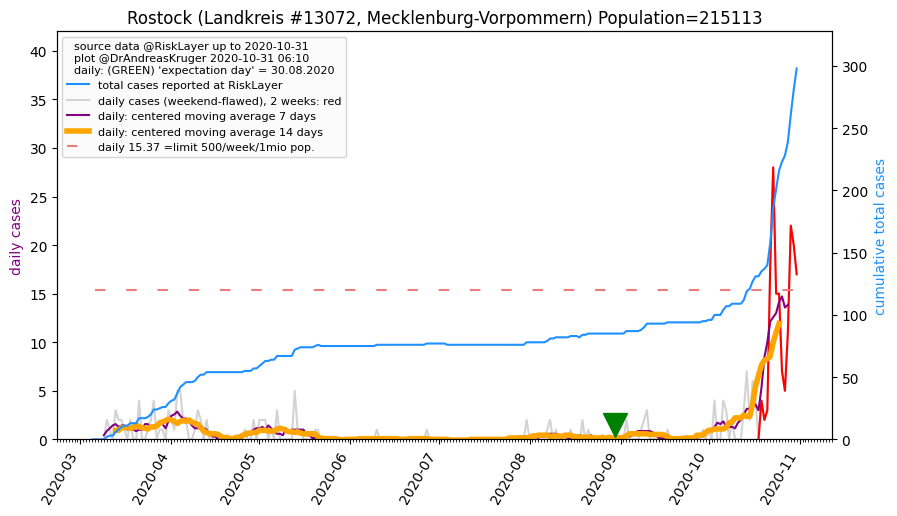 Rostock (Landkreis #13072, Mecklenburg-Vorpommern) Population=215113
source data @RiskLayer up to 2020-10-31
plot @DrAndreasKruger 2020-10-31 06:10
daily: (GREEN) 'expectation day' = 30.08.2020
total cases reported at RiskLayer
daily cases (weekend-flawed), 2 weeks: red
daily: centered moving average 7 days
daily: centered moving average 14 days
daily 15.37 =limit 500/week/1mio pop.
daily cases
40
35
30
25
20
15
10
5
0
300
250
200
150
100
50
0
cumulative total cases
2020-03
2020-04
2020-05
2020-06
2020-07
2020-08
2020-09
2020-10
2020-11